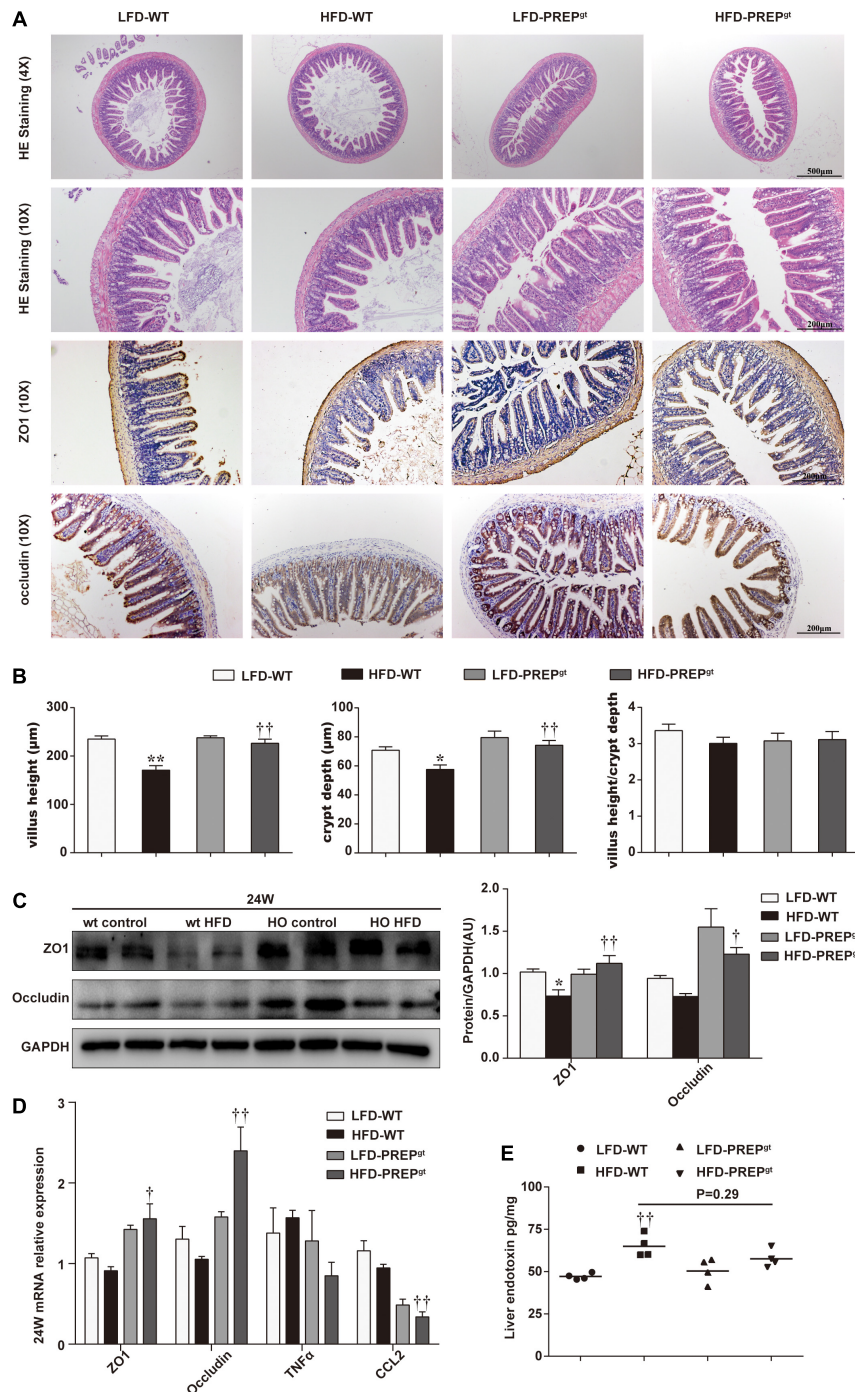 A
LFD-WT HFD-WT LFD-PREPgt HFD-PREPgt
HE Staining (4X)
500μm
HE Staining (10X)
200μm
ZO1 (10X)
200μm
occludin (10X)
200μm
B
LFD-WT HFD-WT LFD-PREPgt HFD-PREPgt
villus height (μm)
300
200
100
0
**
††
crypt depth (μm)
100
80
60
40
20
0
*
††
villus height/crypt depth
4
3
2
1
0
C
24W
wt control wt HFD HO control HO HFD
ZO1
Occludin
GAPDH
Protein/GAPDH(AU)
2.0
1.5
1.0
0.5
0.0
*
††
†
LFD-WT
HFD-WT
LFD-PREPg
HFD-PREPg
ZO1
Occludin
D
24W mRNA relative expression
3
2
1
0
†
††
††
LFD-WT
HFD-WT
LFD-PREPgt
HFD-PREPgt
ZO1
Occludin
TNFα
CCL2
E
LFD-WT LFD-PREPgt
HFD-WT HFD-PREPgt
P=0.29
††
Liver endotoxin pg/mg
100
75
50
25
0